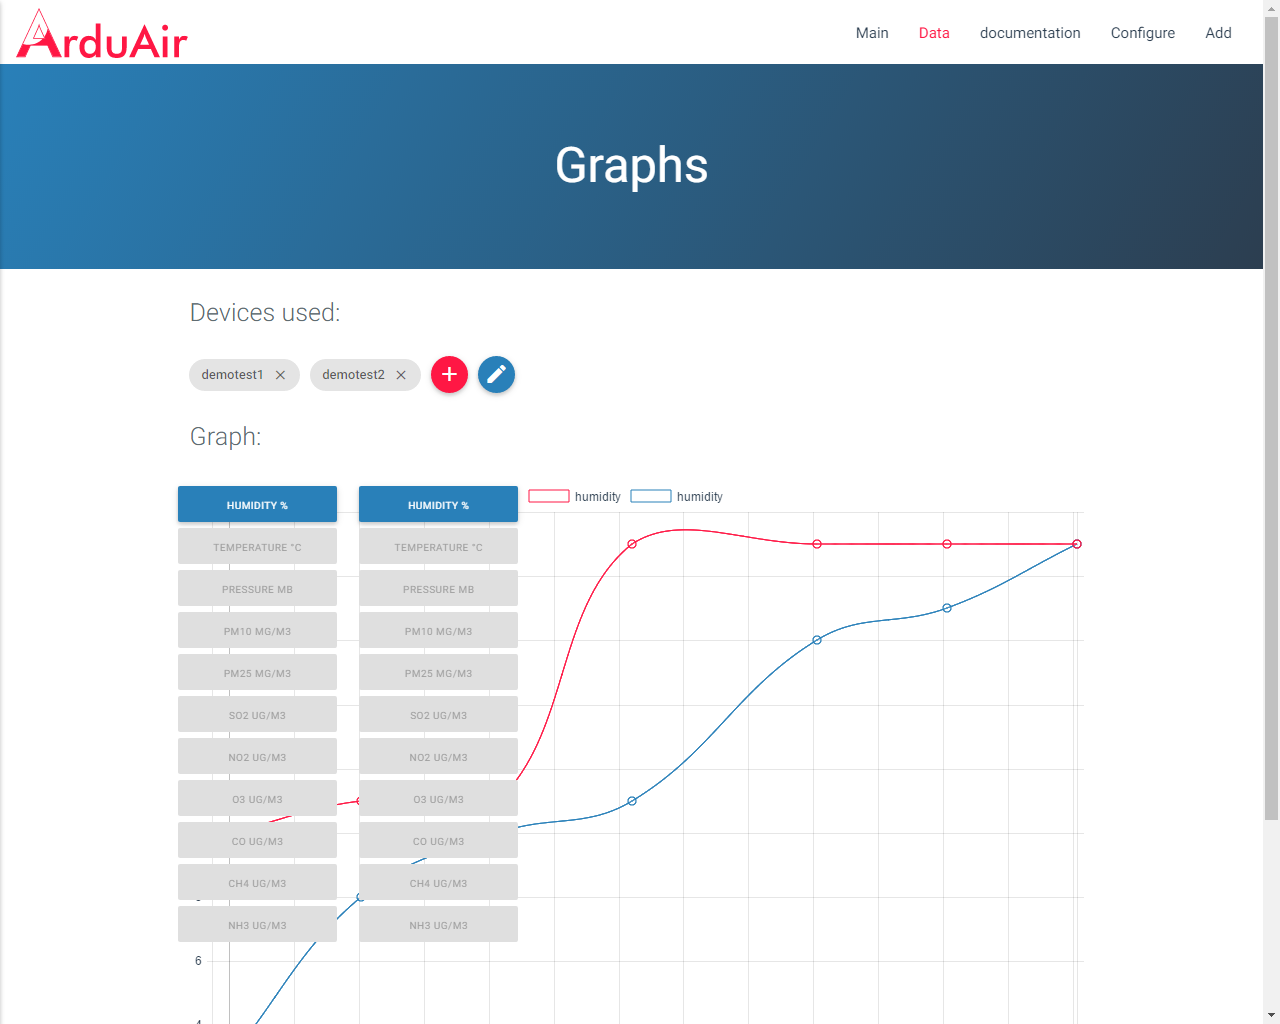 ArduAir
Main Data documentation Configure Add
Graphs
Devices used:
demotest1 demotest2
Graph:
HUMIDITY % HUMIDITY % humidity humidity
TEMPERATURE °C TEMPERATURE °C
PRESSURE MB PRESSURE MB
PM10 MG/M3 PM10 MG/M3
PM25 MG/M3 PM25 MG/M3
SO2 UG/M3 SO2 UG/M3
NO2 UG/M3 NO2 UG/M3
O3 UG/M3 O3 UG/M3
CO UG/M3 CO UG/M3
CH4 UG/M3 CH4 UG/M3
NH3 UG/M3 NH3 UG/M3
6